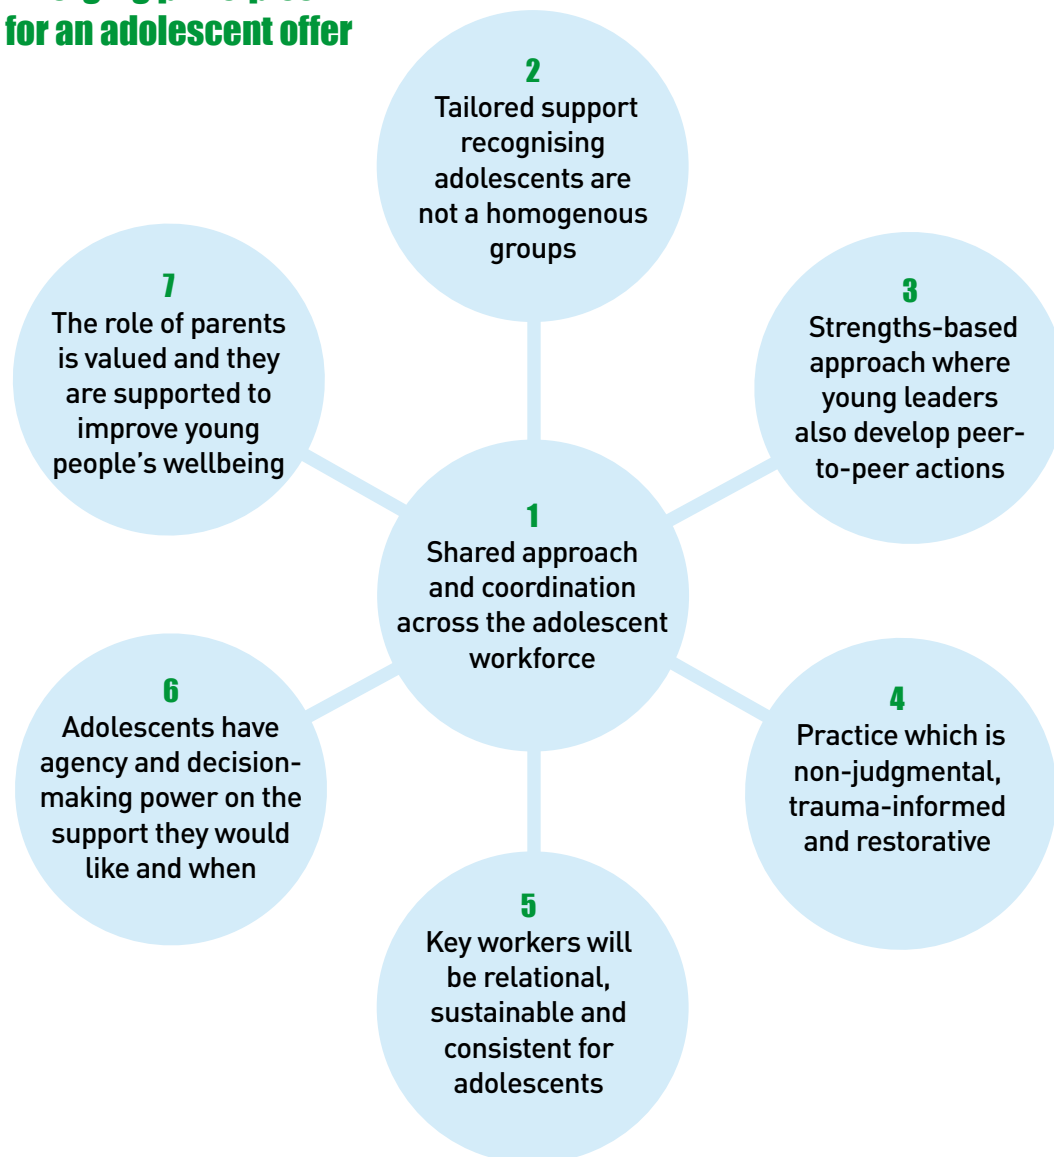 for an adolescent offer
2
Tailored support
recognising
adolescents are
not a homogenous
groups
7
The role of parents
is valued and they
are supported to
improve young
people's wellbeing
3
Strengths-based
approach where
young leaders
also develop peer-
to-peer actions
1
Shared approach
and coordination
across the adolescent
workforce
6
Adolescents have
agency and decision-
making power on the
support they would
like and when
4
Practice which is
non-judgmental,
trauma-informed
and restorative
5
Key workers will
be relational,
sustainable and
consistent for
adolescents